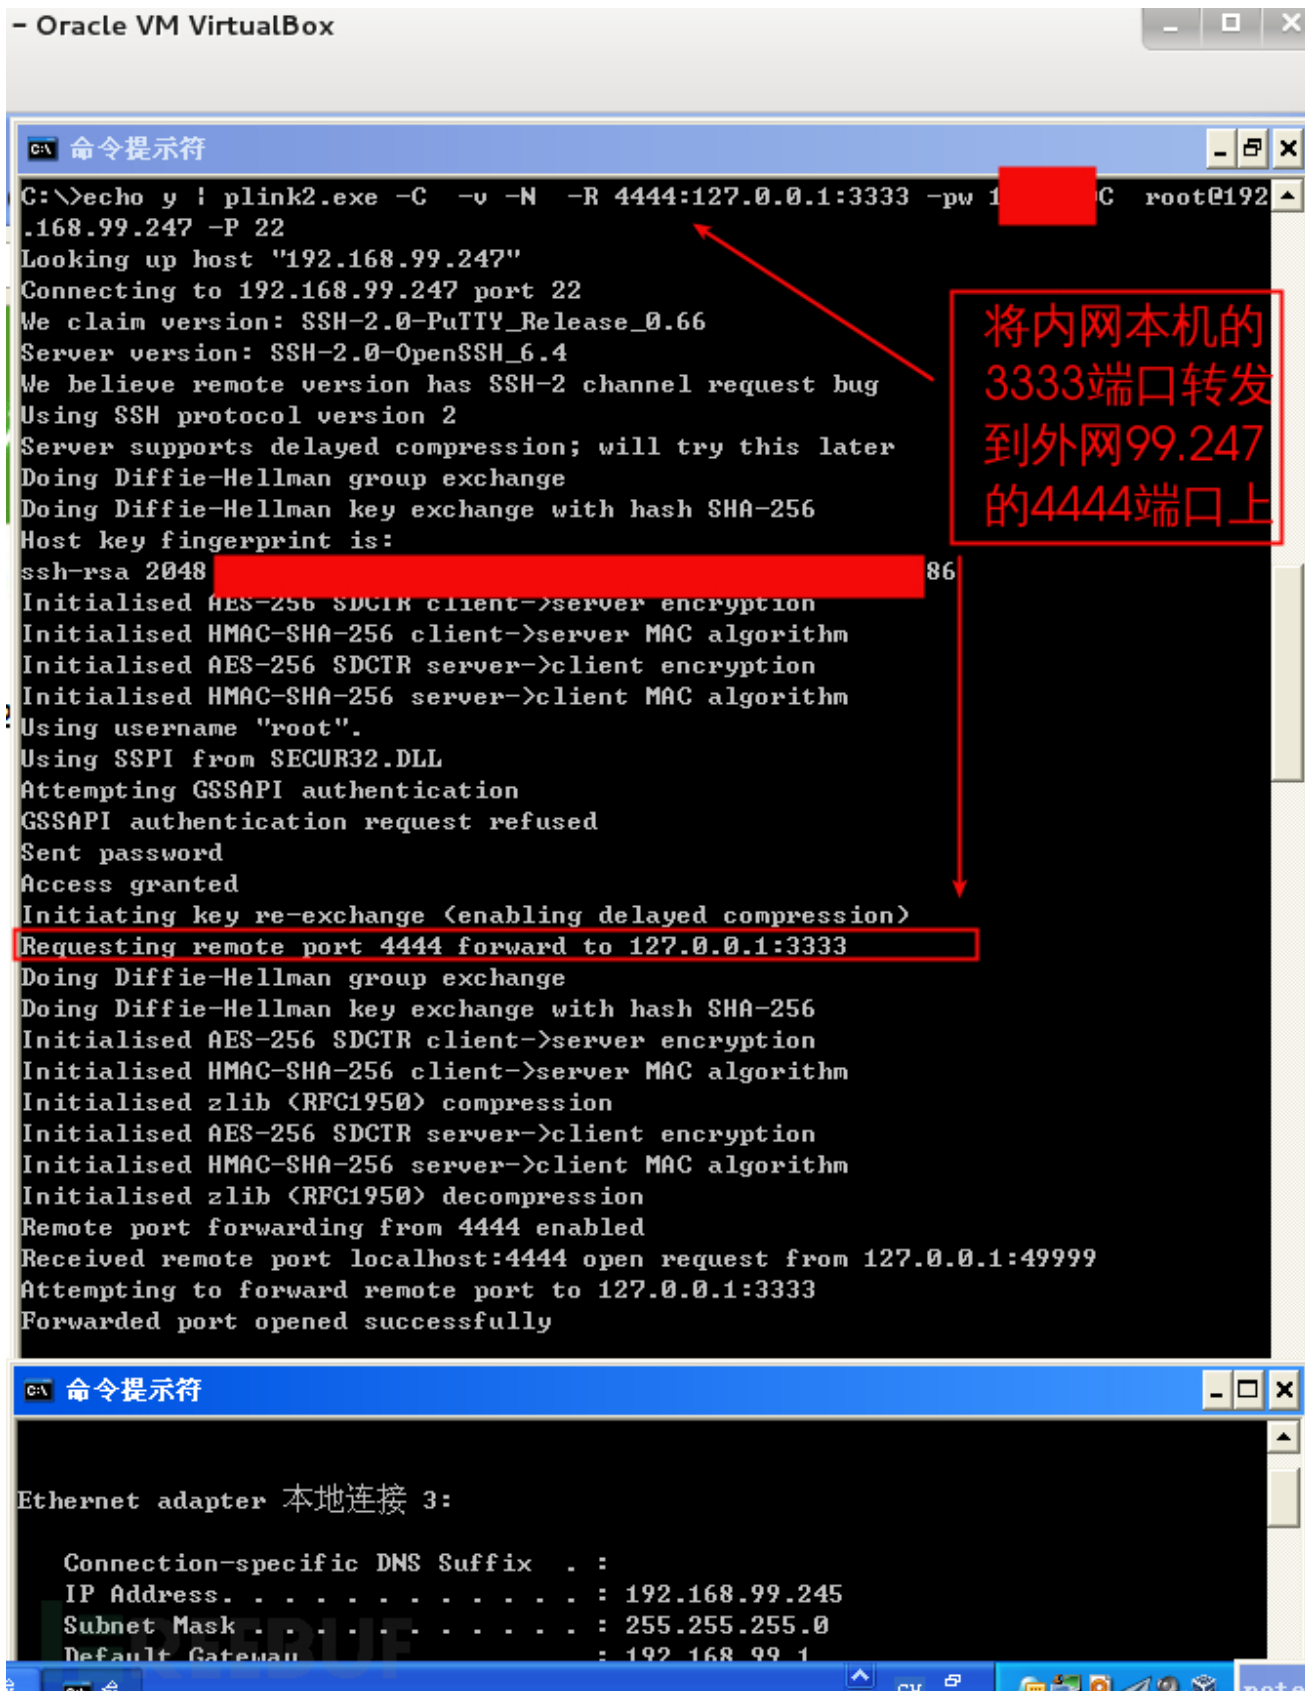 - Oracle VM VirtualBox
命令提示符
C:\>echo y | plink2.exe -C  -v -N  -R 4444:127.0.0.1:3333 -pw 1 C  root@192
.168.99.247 -P 22
Looking up host "192.168.99.247"
Connecting to 192.168.99.247 port 22
We claim version: SSH-2.0-PuTTY_Release_0.66
Server version: SSH-2.0-OpenSSH_6.4
We believe remote version has SSH-2 channel request bug
Using SSH protocol version 2
Server supports delayed compression; will try this later
Doing Diffie-Hellman group exchange
Doing Diffie-Hellman key exchange with hash SHA-256
Host key fingerprint is:
ssh-rsa 2048 86
Initialised AES-256 SDCTR client->server encryption
Initialised HMAC-SHA-256 client->server MAC algorithm
Initialised AES-256 SDCTR server->client encryption
Initialised HMAC-SHA-256 server->client MAC algorithm
Using username "root".
Using SSPI from SECUR32.DLL
Attempting GSSAPI authentication
GSSAPI authentication request refused
Sent password
Access granted
Initiating key re-exchange (enabling delayed compression)
Requesting remote port 4444 forward to 127.0.0.1:3333
Doing Diffie-Hellman group exchange
Doing Diffie-Hellman key exchange with hash SHA-256
Initialised AES-256 SDCTR client->server encryption
Initialised HMAC-SHA-256 client->server MAC algorithm
Initialised zlib (RFC1950) compression
Initialised AES-256 SDCTR server->client encryption
Initialised HMAC-SHA-256 server->client MAC algorithm
Initialised zlib (RFC1950) decompression
Remote port forwarding from 4444 enabled
Received remote port localhost:4444 open request from 127.0.0.1:49999
Attempting to forward remote port to 127.0.0.1:3333
Forwarded port opened successfully
将内网本机的
3333端口转发
到外网99.247
的4444端口上
命令提示符
Ethernet adapter 本地连接 3:
Connection-specific DNS Suffix  . :
IP Address. . . . . . . . . . . . : 192.168.99.245
Subnet Mask . . . . . . . . . . . : 255.255.255.0
Default Gateway : 192.168.99.1
FREEBUF